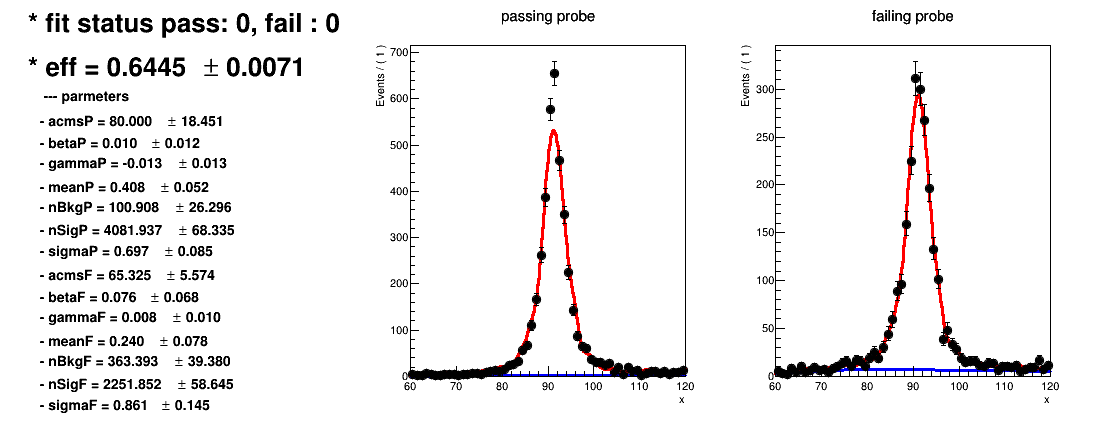 * fit status pass: 0, fail : 0
* eff = 0.6445 ± 0.0071
--- parmeters
- acmsP = 80.000 ± 18.451
- betaP = 0.010 ± 0.012
- gammaP = -0.013 ± 0.013
- meanP = 0.408 ± 0.052
- nBkgP = 100.908 ± 26.296
- nSigP = 4081.937 ± 68.335
- sigmaP = 0.697 ± 0.085
- acmsF = 65.325 ± 5.574
- betaF = 0.076 ± 0.068
- gammaF = 0.008 ± 0.010
- meanF = 0.240 ± 0.078
- nBkgF = 363.393 ± 39.380
- nSigF = 2251.852 ± 58.645
- sigmaF = 0.861 ± 0.145
passing probe
Events / ( 1 )
700
600
500
400
300
200
100
0
60 70 80 90 100 110 120
x
failing probe
Events / ( 1 )
300
250
200
150
100
50
0
60 70 80 90 100 110 120
x